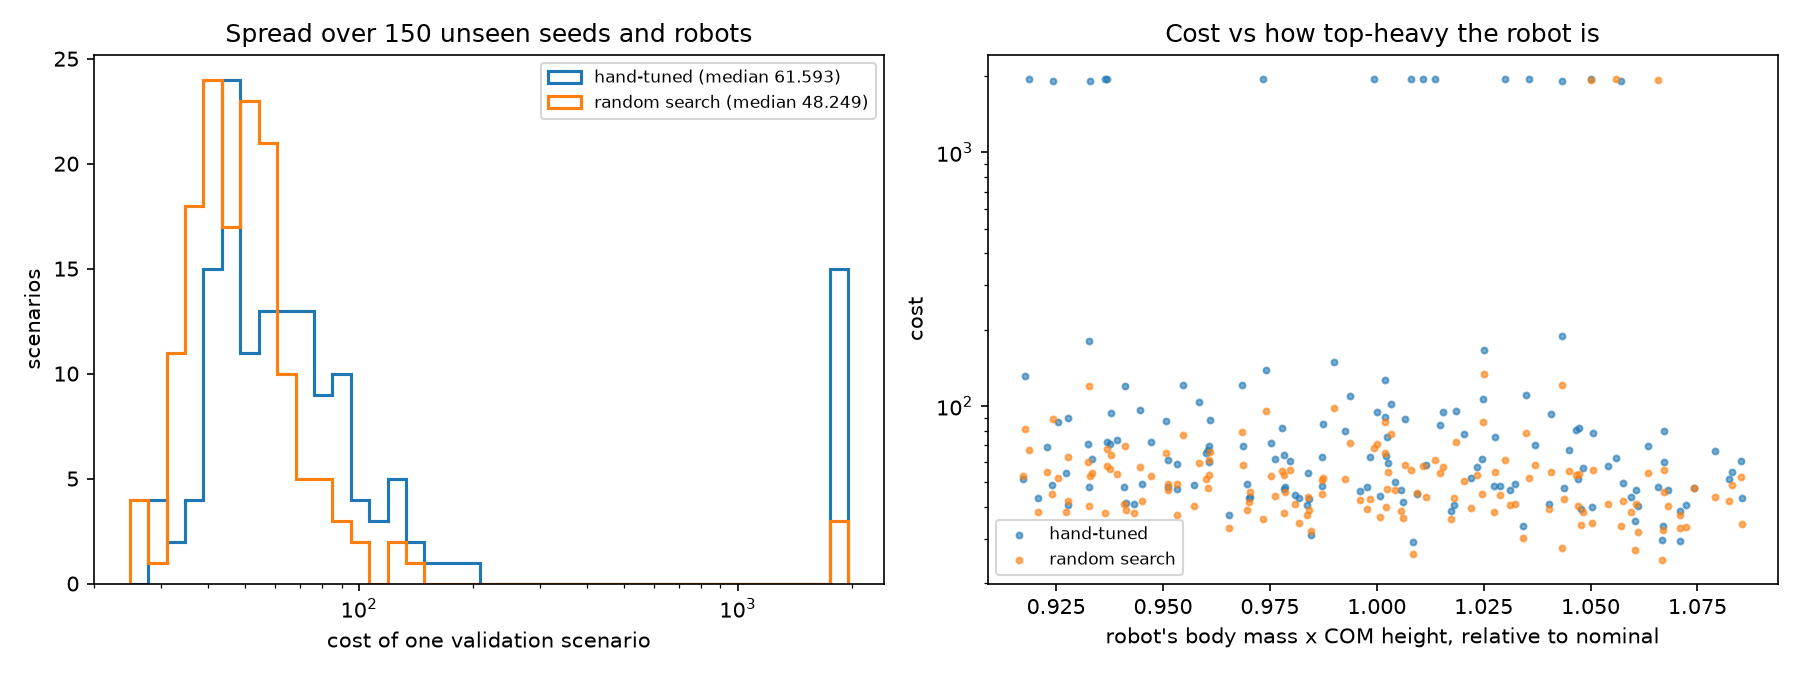 Spread over 150 unseen seeds and robots
hand-tuned (median 61.593)
random search (median 48.249)
25
20
15
10
5
0
scenarios
10²
10³
cost of one validation scenario
Cost vs how top-heavy the robot is
10³
10²
cost
hand-tuned
random search
0.925
0.950
0.975
1.000
1.025
1.050
1.075
robot's body mass x COM height, relative to nominal